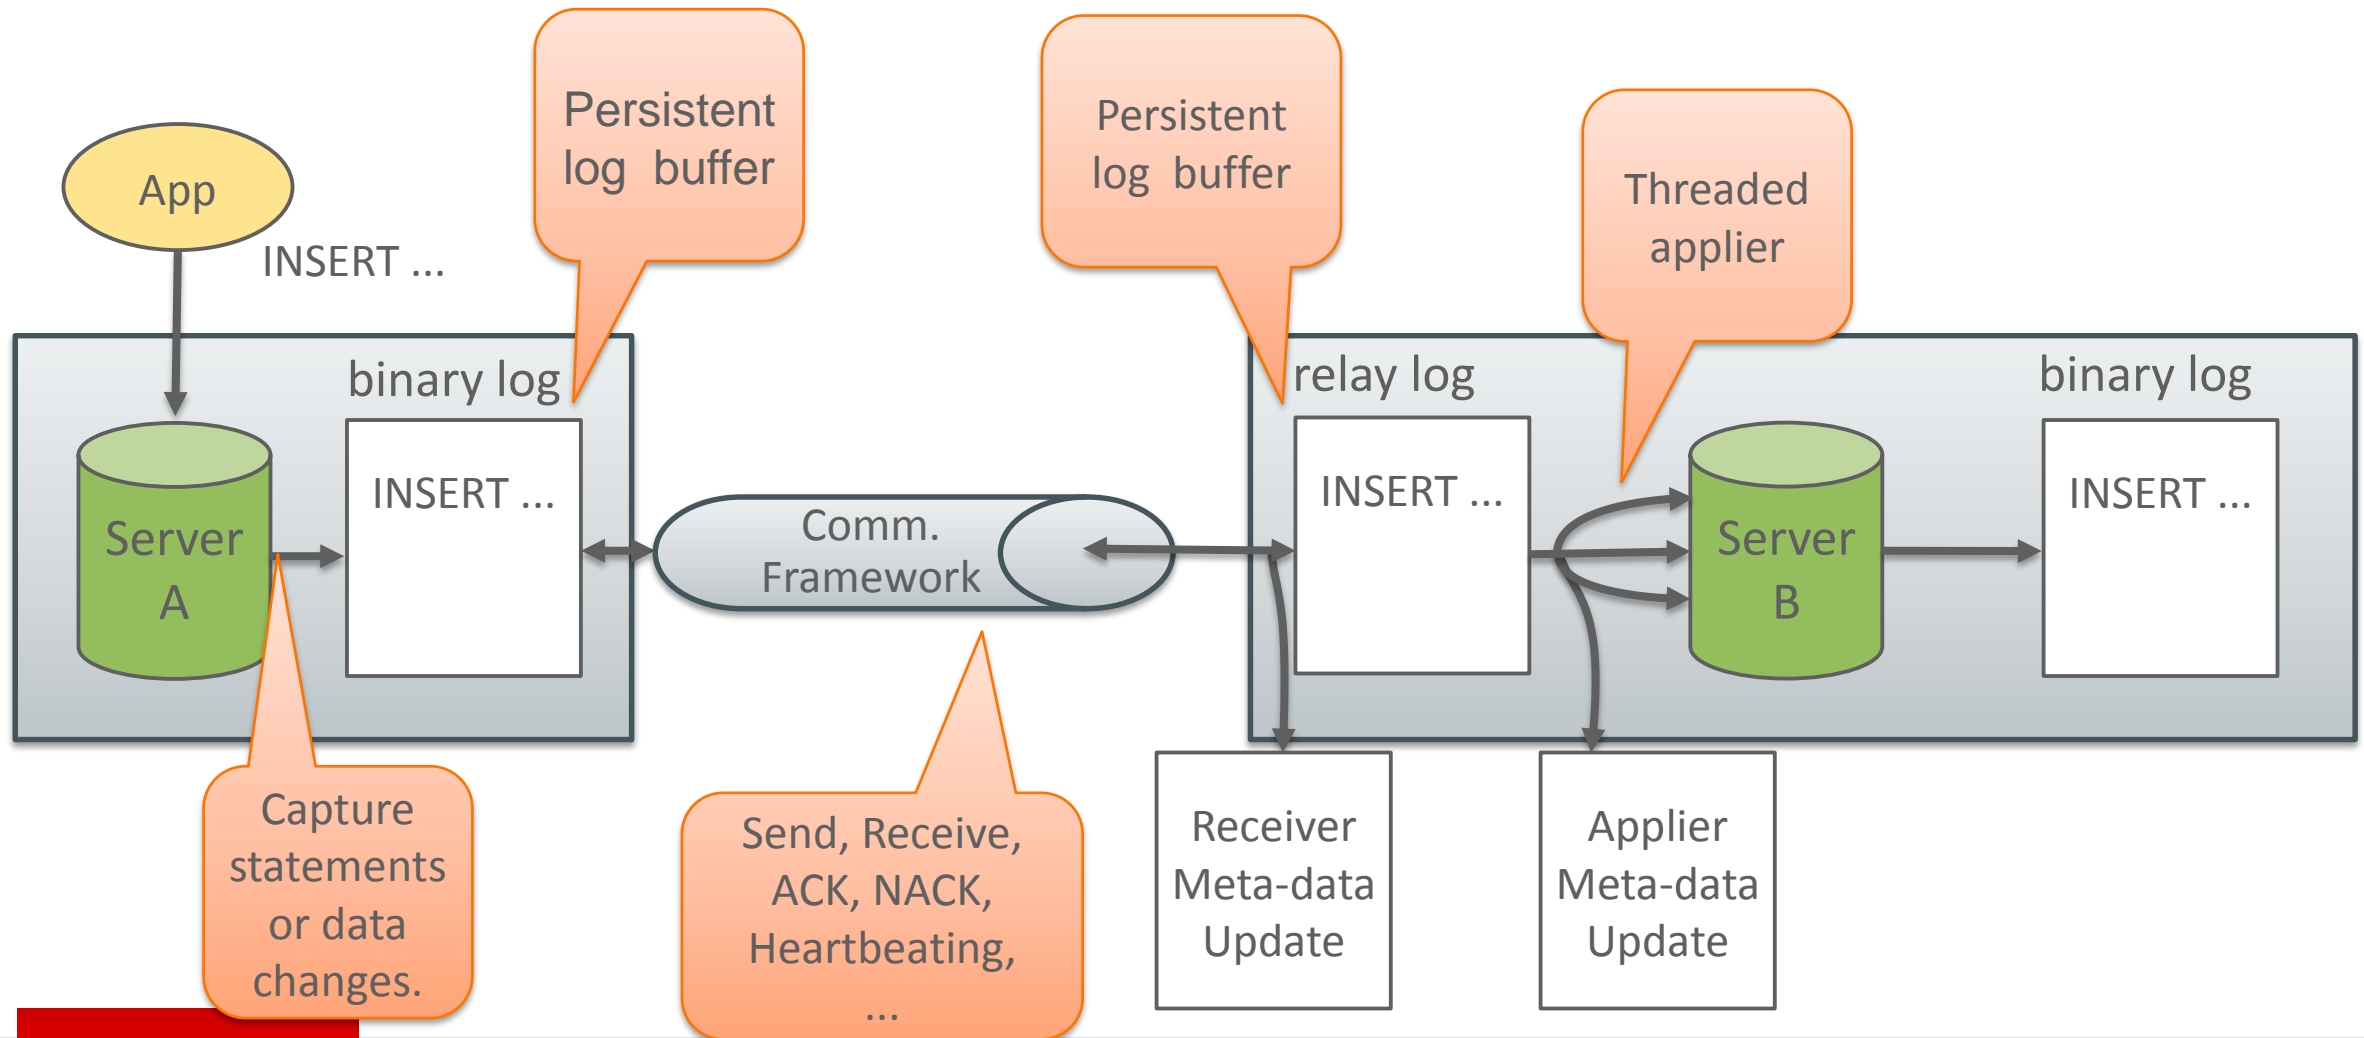 Persistent
log buffer
Persistent
log buffer
Threaded
applier
App
INSERT ...
binary log
relay log
binary log
INSERT ...
INSERT ...
INSERT ...
Server
A
Comm.
Framework
Server
B
Capture
statements
or data
changes.
Send, Receive,
ACK, NACK,
Heartbeating,
...
Receiver
Meta-data
Update
Applier
Meta-data
Update